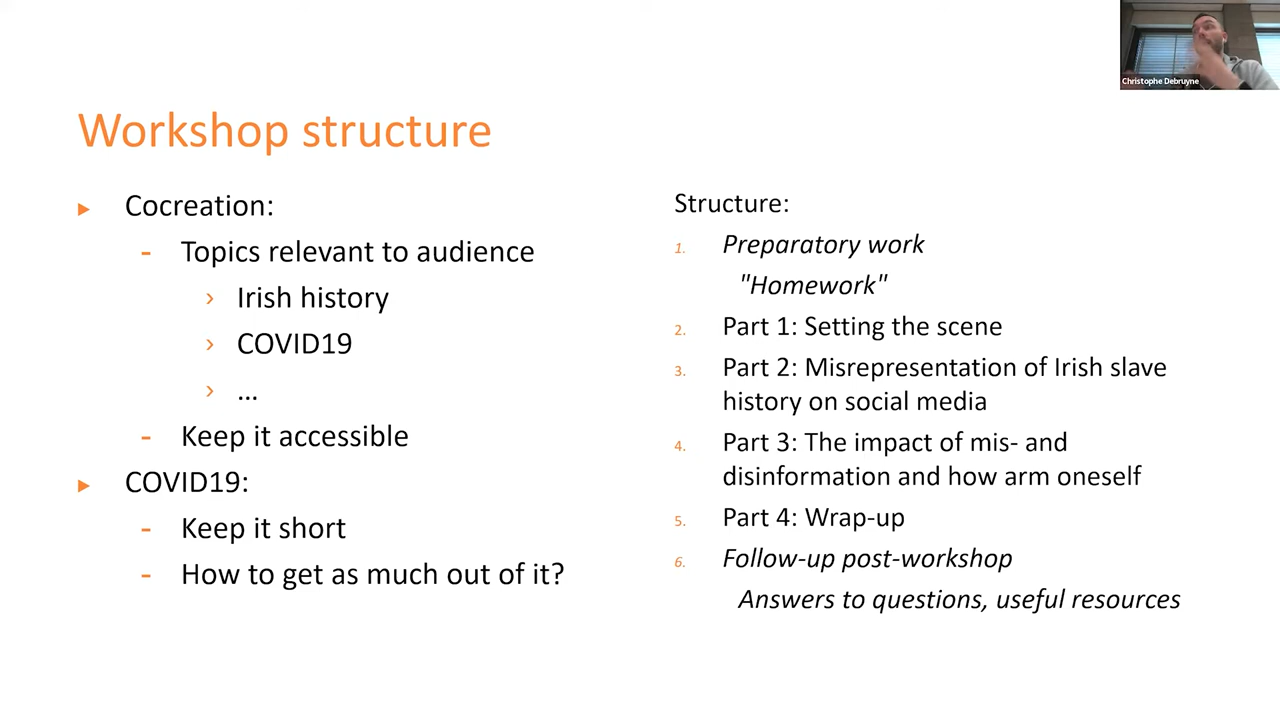 Christophe Debruyne
Workshop structure
▶ Cocreation:
- Topics relevant to audience
› Irish history
› COVID19
› ...
- Keep it accessible
▶ COVID19:
- Keep it short
- How to get as much out of it?
Structure:
1. Preparatory work
"Homework"
2. Part 1: Setting the scene
3. Part 2: Misrepresentation of Irish slave
history on social media
4. Part 3: The impact of mis- and
disinformation and how arm oneself
5. Part 4: Wrap-up
6. Follow-up post-workshop
Answers to questions, useful resources